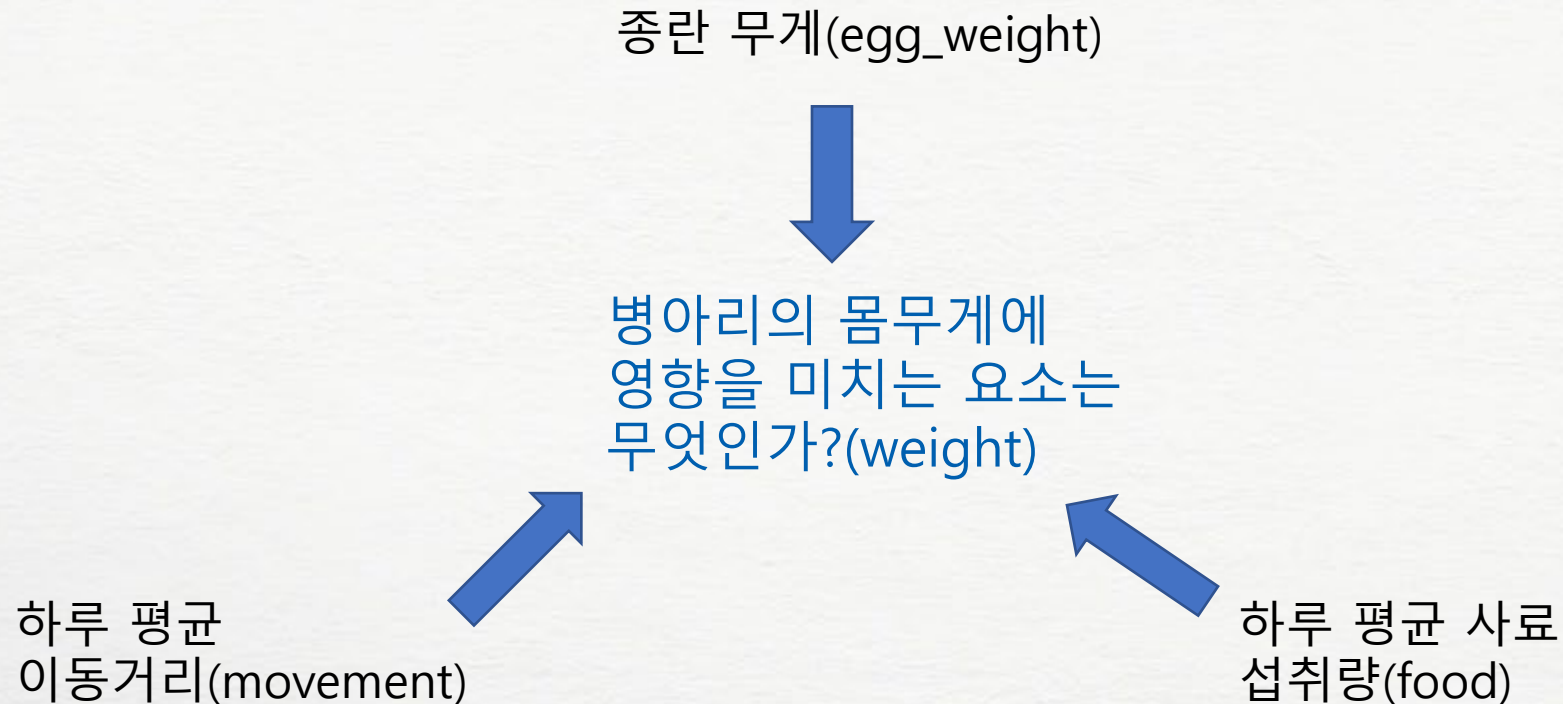 종란 무게(egg_weight)
병아리의 몸무게에
영향을 미치는 요소는
무엇인가?(weight)
하루 평균
이동거리(movement)
하루 평균 사료
섭취량(food)